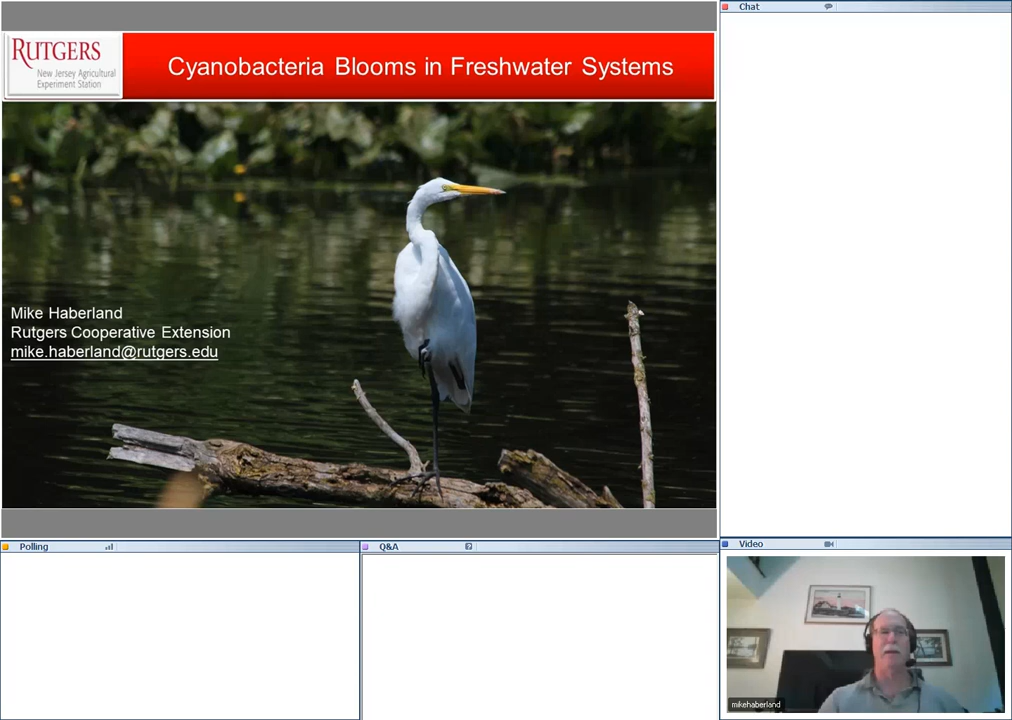 RUTGERS
New Jersey Agricultural
Experiment Station
Cyanobacteria Blooms in Freshwater Systems
Mike Haberland
Rutgers Cooperative Extension
mike.haberland@rutgers.edu
Chat
Polling
Q&A
Video
mikehaberland